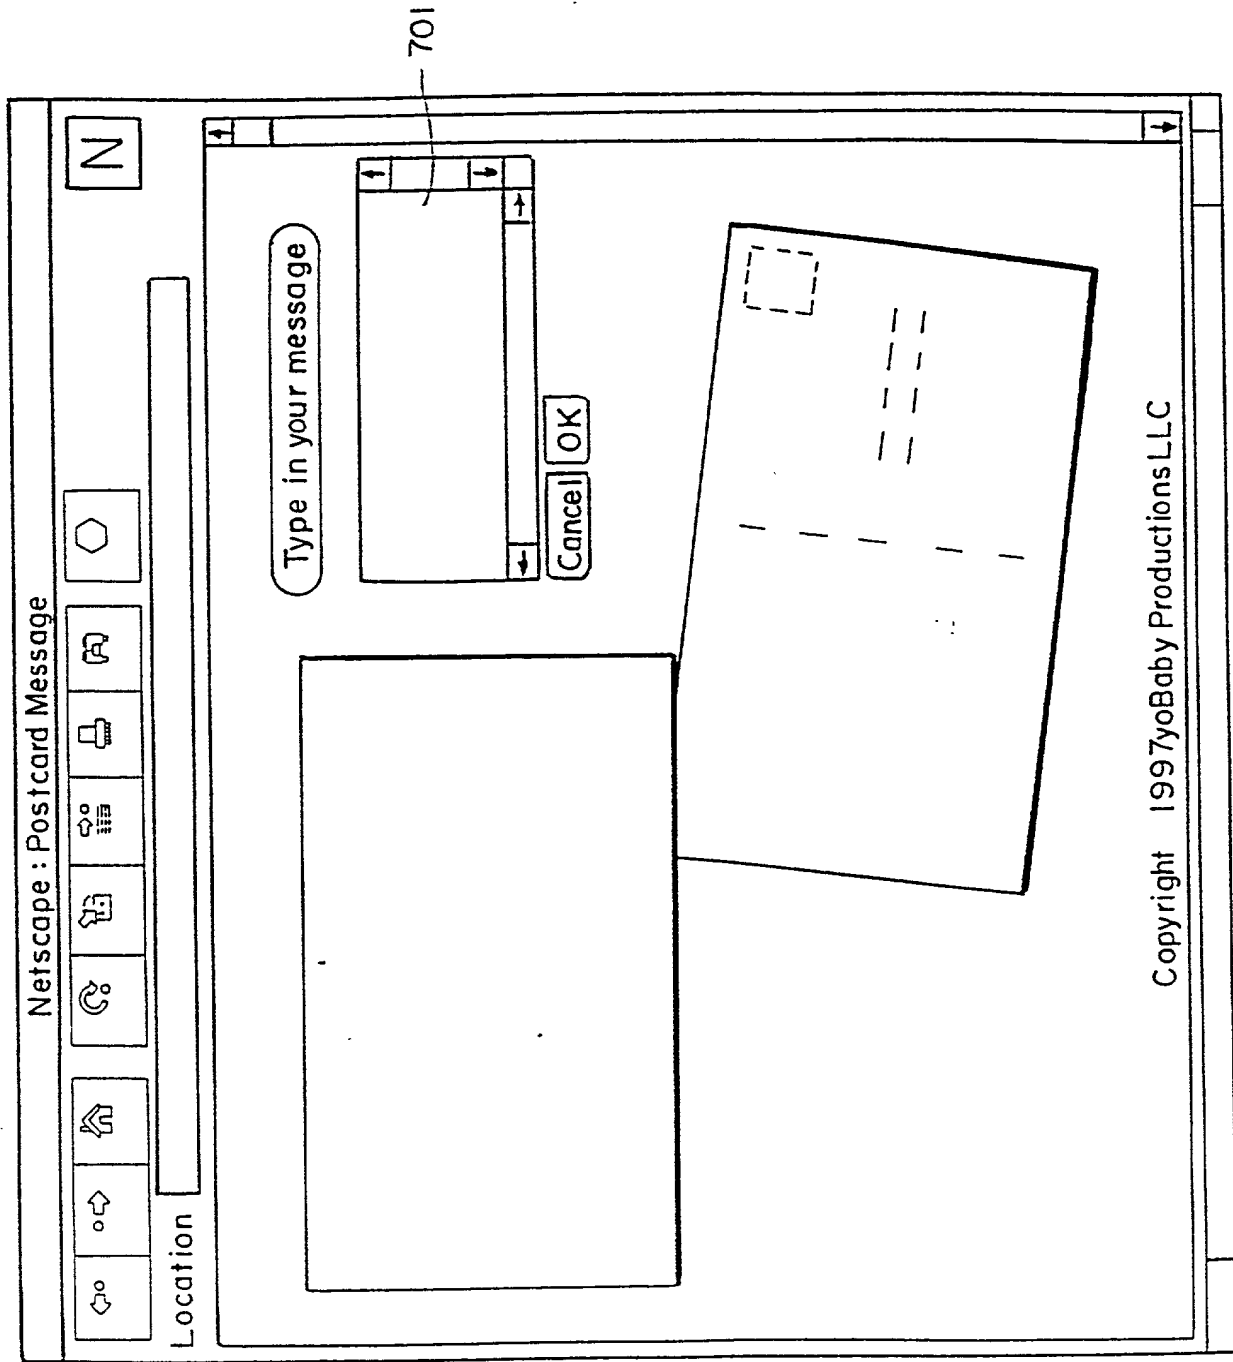 Netscape : Postcard Message
N
Location
Type in your message
701
Cancel OK
Copyright 1997yoBaby Productions LLC